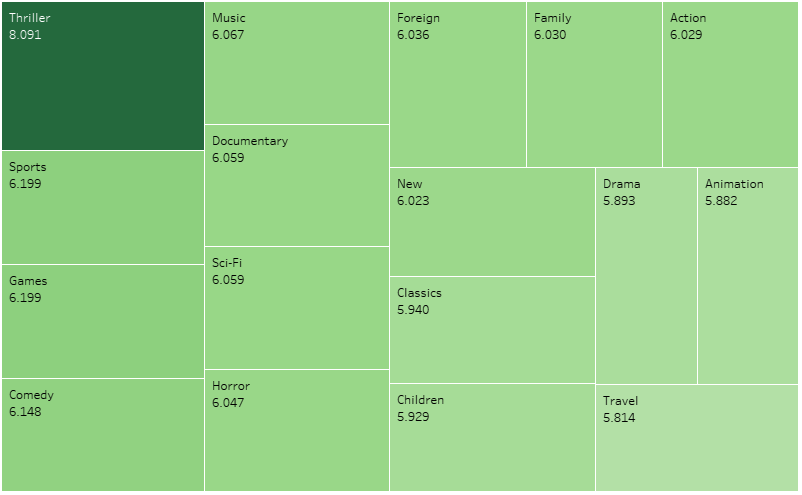 Thriller
8.091
Sports
6.199
Games
6.199
Comedy
6.148
Music
6.067
Documentary
6.059
Sci-Fi
6.059
Horror
6.047
Foreign
6.036
Family
6.030
Action
6.029
New
6.023
Classics
5.940
Children
5.929
Drama
5.893
Animation
5.882
Travel
5.814